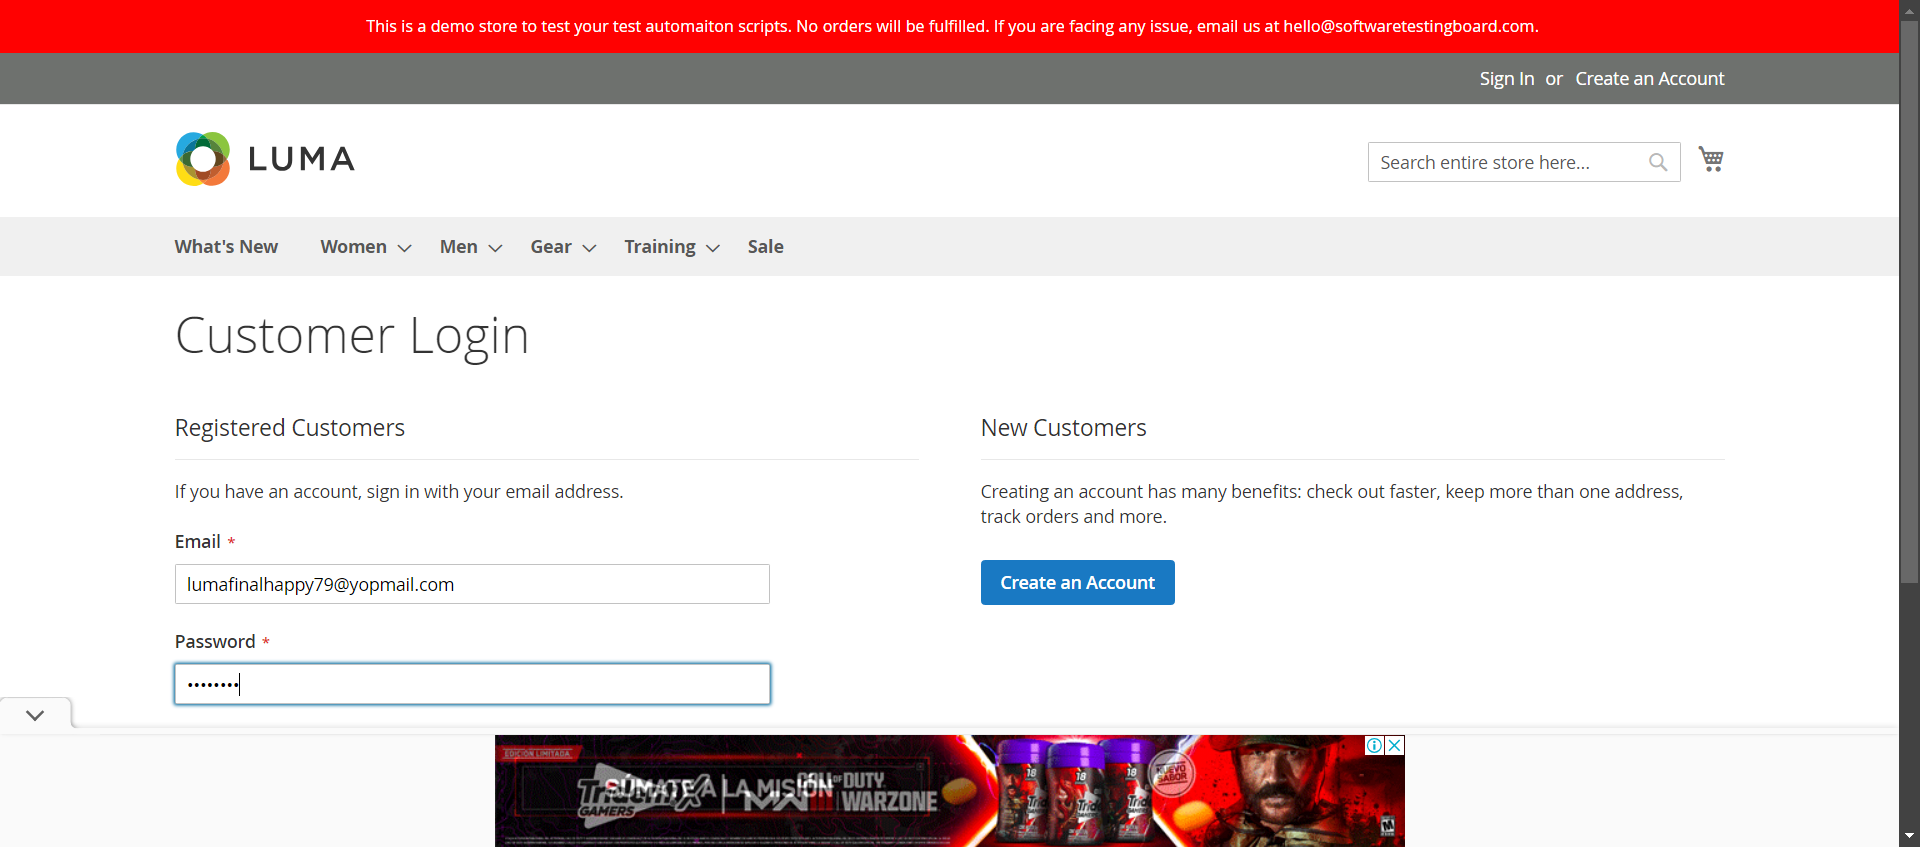 This is a demo store to test your test automaiton scripts. No orders will be fulfilled. If you are facing any issue, email us at hello@softwaretestingboard.com.
Sign In or Create an Account
LUMA
Search entire store here...
What's New Women Men Gear Training Sale
Customer Login
Registered Customers
If you have an account, sign in with your email address.
Email *
lumafinalhappy79@yopmail.com
Password *
••••••••
New Customers
Creating an account has many benefits: check out faster, keep more than one address,
track orders and more.
Create an Account
EDICIÓN LIMITADA
SÚMATE A LA MISIÓN
GAMERS
CALL OF DUTY
WARZONE
18
18
18
NUEVO
SABOR
M